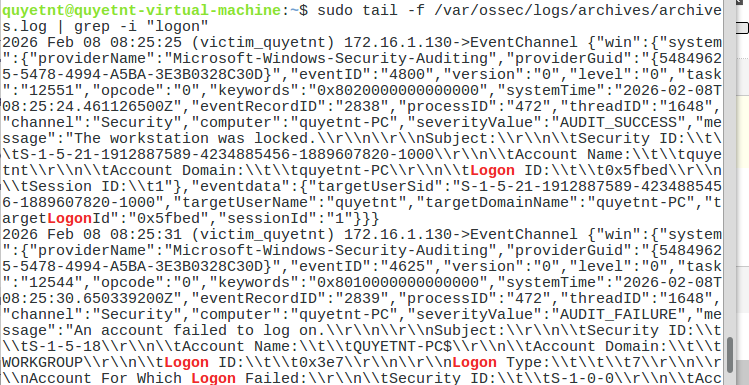 quyetnt@quyetnt-virtual-machine:~$ sudo tail -f /var/ossec/logs/archives/archive
s.log | grep -i "logon"
2026 Feb 08 08:25:25 (victim_quyetnt) 172.16.1.130->EventChannel {"win":{"system
":{"providerName":"Microsoft-Windows-Security-Auditing","providerGuid":"{5484962
5-5478-4994-A5BA-3E3B0328C30D}","eventID":"4800","version":"0","level":"0","task
":"12551","opcode":"0","keywords":"0x8020000000000000","systemTime":"2026-02-08T
08:25:24.461126500Z","eventRecordID":"2838","processID":"472","threadID":"1648",
"channel":"Security","computer":"quyetnt-PC","severityValue":"AUDIT_SUCCESS","me
ssage":"The workstation was locked.\\r\\n\\r\\nSubject:\\r\\n\\tSecurity ID:\\t\
\tS-1-5-21-1912887589-4234885456-1889607820-1000\\r\\n\\tAccount Name:\\t\\tquye
tnt\\r\\n\\tAccount Domain:\\t\\tquyetnt-PC\\r\\n\\tLogon ID:\\t\\t0x5fbed\\r\\n
\\tSession ID:\\t1"},"eventdata":{"targetUserSid":"S-1-5-21-1912887589-423488545
6-1889607820-1000","targetUserName":"quyetnt","targetDomainName":"quyetnt-PC","t
argetLogonId":"0x5fbed","sessionId":"1"}}}
2026 Feb 08 08:25:31 (victim_quyetnt) 172.16.1.130->EventChannel {"win":{"system
":{"providerName":"Microsoft-Windows-Security-Auditing","providerGuid":"{5484962
5-5478-4994-A5BA-3E3B0328C30D}","eventID":"4625","version":"0","level":"0","task
":"12544","opcode":"0","keywords":"0x8010000000000000","systemTime":"2026-02-08T
08:25:30.650339200Z","eventRecordID":"2839","processID":"472","threadID":"1648",
"channel":"Security","computer":"quyetnt-PC","severityValue":"AUDIT_FAILURE","me
ssage":"An account failed to log on.\\r\\n\\r\\nSubject:\\r\\n\\tSecurity ID:\\t
\\tS-1-5-18\\r\\n\\tAccount Name:\\t\\tQUYETNT-PC$\\r\\n\\tAccount Domain:\\t\\t
WORKGROUP\\r\\n\\tLogon ID:\\t\\t0x3e7\\r\\n\\r\\nLogon Type:\\t\\t\\t7\\r\\n\\r
\\nAccount For Which Logon Failed:\\r\\n\\tSecurity ID:\\t\\tS-1-0-0\\r\\n\\tAcc